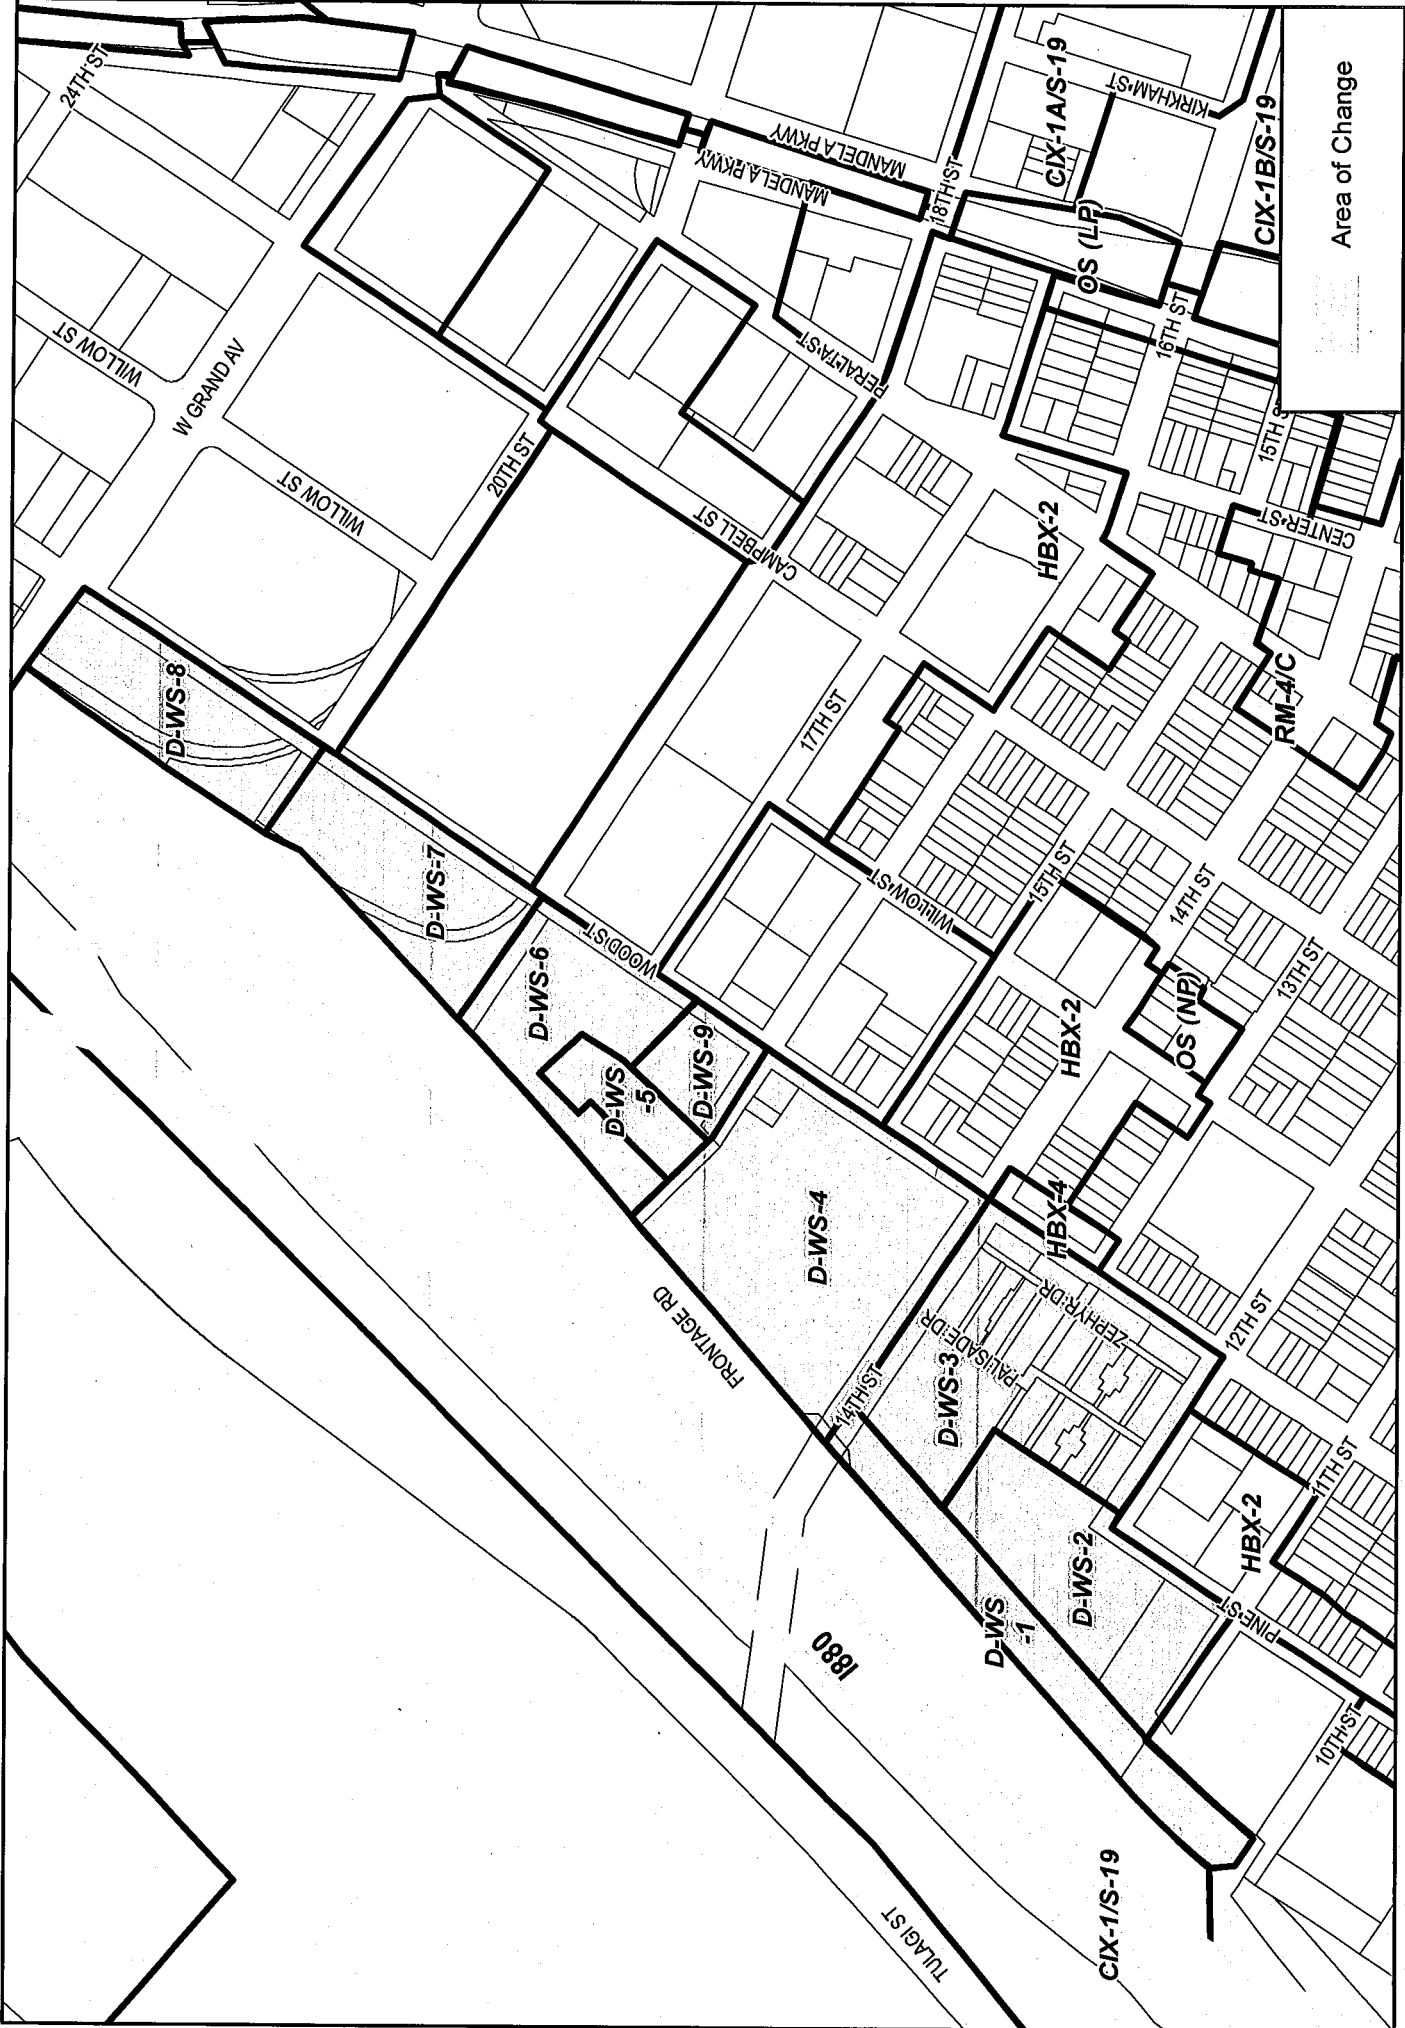 24TH ST
WILLOW ST
W GRAND AV
WILLOW ST
20TH ST
MANDELA PKWY
MANDELA PKWY
18TH ST
CIX-1A/S-19
KIRKHAM ST
CIX-1B/S-19
OS (LP)
16TH ST
15TH S
CENTER ST
PERALTA ST
CAMPBELL ST
HBX-2
RM-4/C
17TH ST
WILLOW ST
15TH ST
14TH ST
13TH ST
OS (NP)
HBX-2
HBX-4
12TH ST
11TH ST
HBX-2
PINE ST
10TH ST
D-WS-8
D-WS-7
D-WS-6
WOOD ST
D-WS
-5
D-WS-9
D-WS-4
FRONTAGE RD
14TH ST
D-WS-3
PALISADE DR
ZEPHYR DR
D-WS-2
D-WS
-1
I880
TULAGI ST
CIX-1/S-19
Area of Change